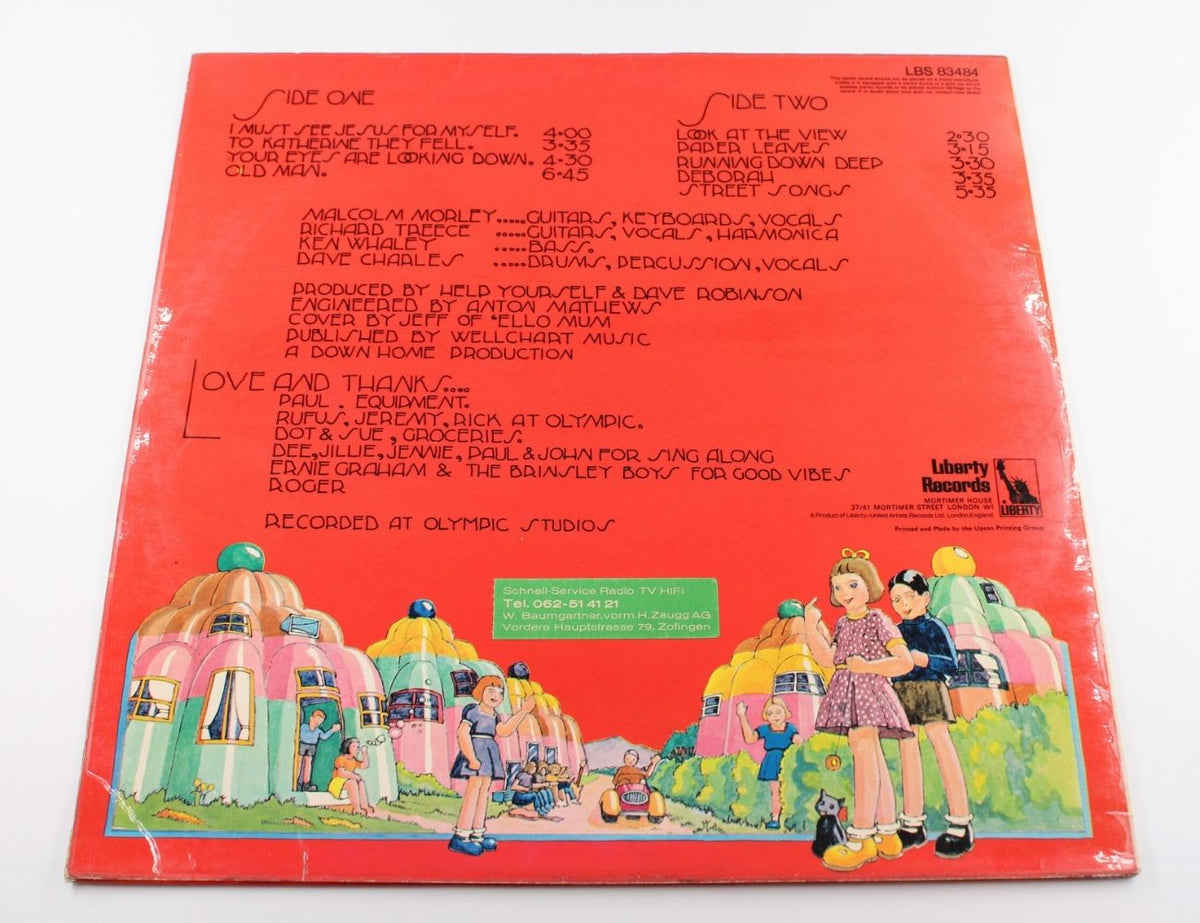 LBS 83484
SIDE ONE
I MUST SEE JESUS FOR MYSELF. 4·00
TO KATHERINE THEY FELL. 3·35
YOUR EYES ARE LOOKING DOWN. 4·30
OLD MAN. 6·45
SIDE TWO
LOOK AT THE VIEW 2·30
PAPER LEAVES 3·15
RUNNING DOWN DEEP 3·30
DEBORAH 3·35
STREET SONGS 5·35
MALCOLM MORLEY.....GUITARS, KEYBOARDS, VOCALS
RICHARD TREECE .....GUITARS, VOCALS, HARMONICA
KEN WHALEY .....BASS.
DAVE CHARLES .....DRUMS, PERCUSSION, VOCALS
PRODUCED BY HELP YOURSELF & DAVE ROBINSON
ENGINEERED BY ANTON MATHEWS
COVER BY JEFF OF 'ELLO MUM
PUBLISHED BY WELLCHART MUSIC
A DOWN HOME PRODUCTION
LOVE AND THANKS....
PAUL. EQUIPMENT.
RUFUS, JEREMY, RICK AT OLYMPIC.
DOT & SUE, GROCERIES.
DEE, JILLIE, JENNIE, PAUL & JOHN FOR SING ALONG
ERNIE GRAHAM & THE BRINSLEY BOYS FOR GOOD VIBES
ROGER
RECORDED AT OLYMPIC STUDIOS
Liberty
Records
MORTIMER HOUSE
37/41 MORTIMER STREET LONDON W1
A Product of Liberty-United Artists Records Ltd. London, England.
LIBERTY
Printed and Made by the Upton Printing Group
Schnell-Service Radio TV HIFI
Tel. 062-51 41 21
W. Baumgartner, vorm. H. Zaugg AG
Vordere Hauptstrasse 79, Zofingen